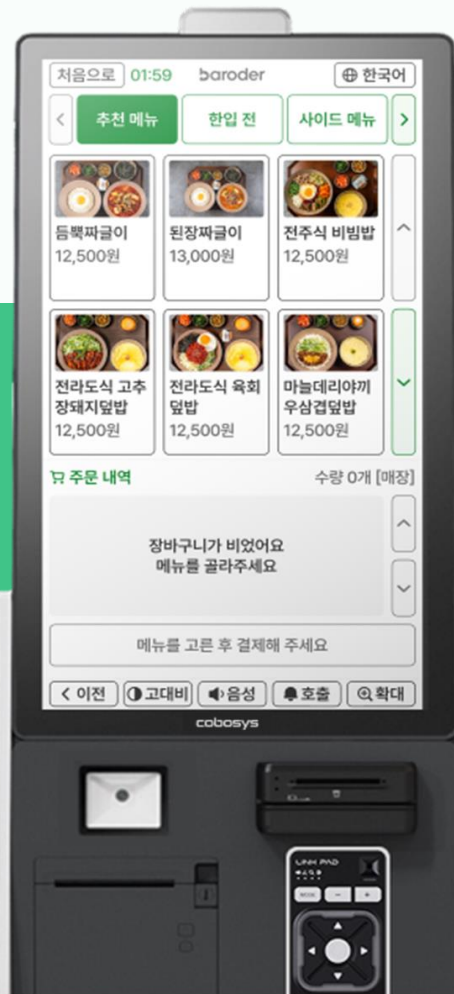 처음으로 01:59 baroder 한국어
추천 메뉴 한입 전 사이드 메뉴
듬뿍짜글이 된장짜글이 전주식 비빔밥
12,500원 13,000원 12,500원
전라도식 고추 전라도식 육회 마늘데리야끼
장돼지덮밥 덮밥 우삼겹덮밥
12,500원 12,500원 12,500원
주문 내역 수량 0개 [매장]
장바구니가 비었어요
메뉴를 골라주세요
메뉴를 고른 후 결제해 주세요
이전 고대비 음성 호출 확대
cobosys
LINK PAD